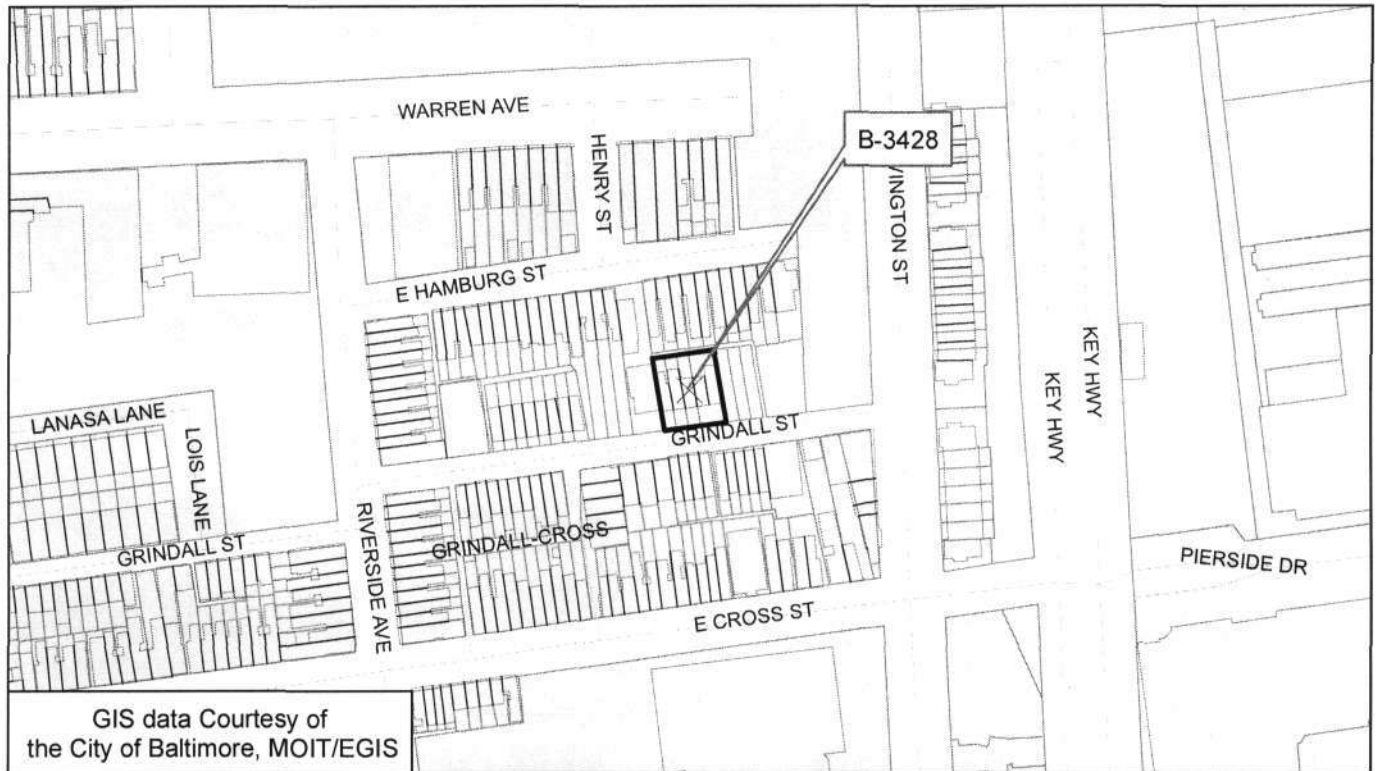 WARREN AVE
HENRY ST
B-3428
VINGTON ST
E HAMBURG ST
KEY HWY
KEY HWY
LANASA LANE
LOIS LANE
GRINDALL ST
RIVERSIDE AVE
GRINDALL-CROSS
GRINDALL ST
PIERSIDE DR
E CROSS ST
GIS data Courtesy of
the City of Baltimore, MOIT/EGIS